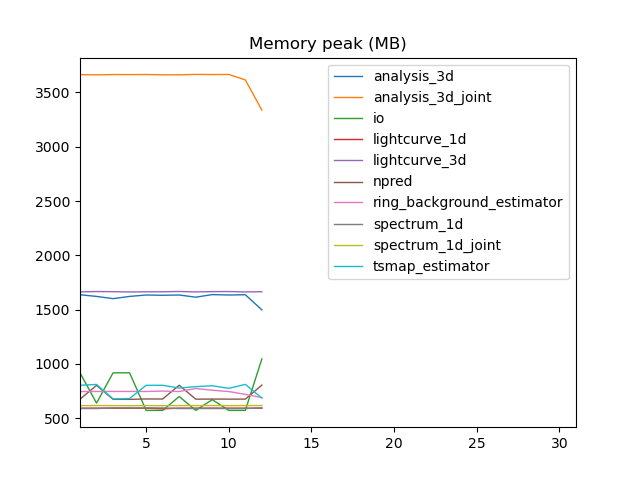 Memory peak (MB)
3500
3000
2500
2000
1500
1000
500
5
10
15
20
25
30
analysis_3d
analysis_3d_joint
io
lightcurve_1d
lightcurve_3d
npred
ring_background_estimator
spectrum_1d
spectrum_1d_joint
tsmap_estimator